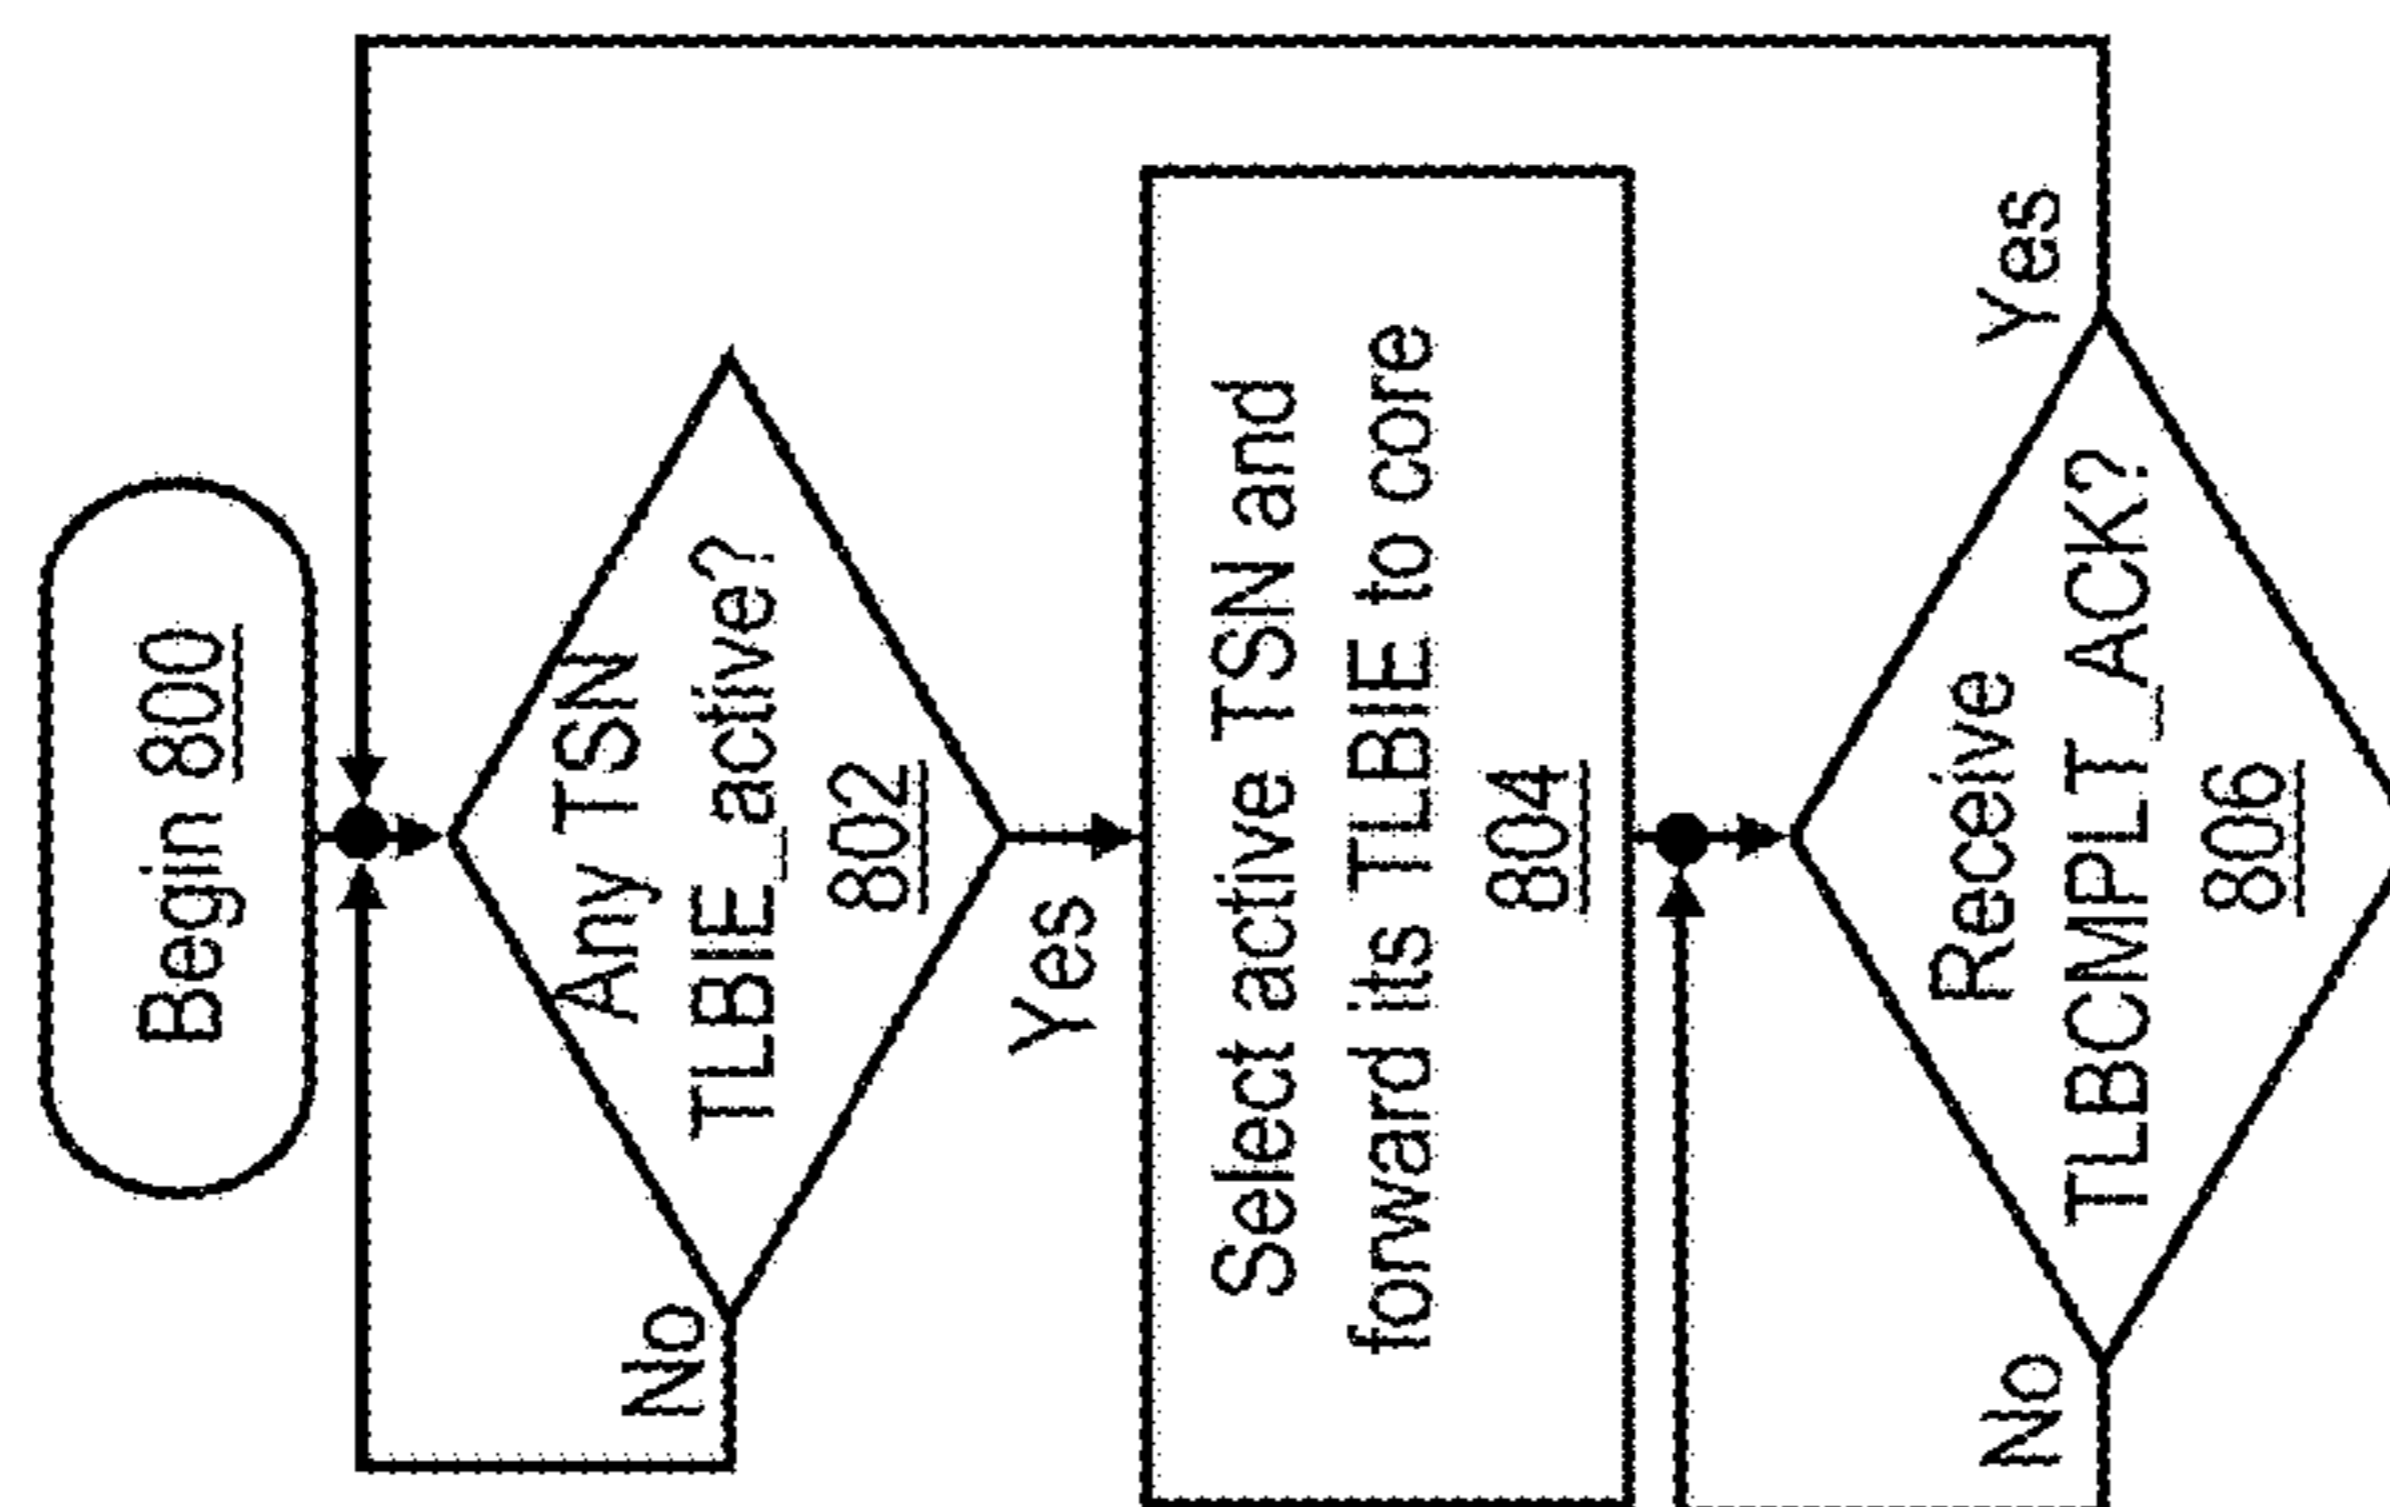 Begin 800
Any TSN
TLBIE_active?
802
No
Yes
Select active TSN and
forward its TLBIE to core
804
Receive
TLBCMPLT_ACK?
806
No
Yes